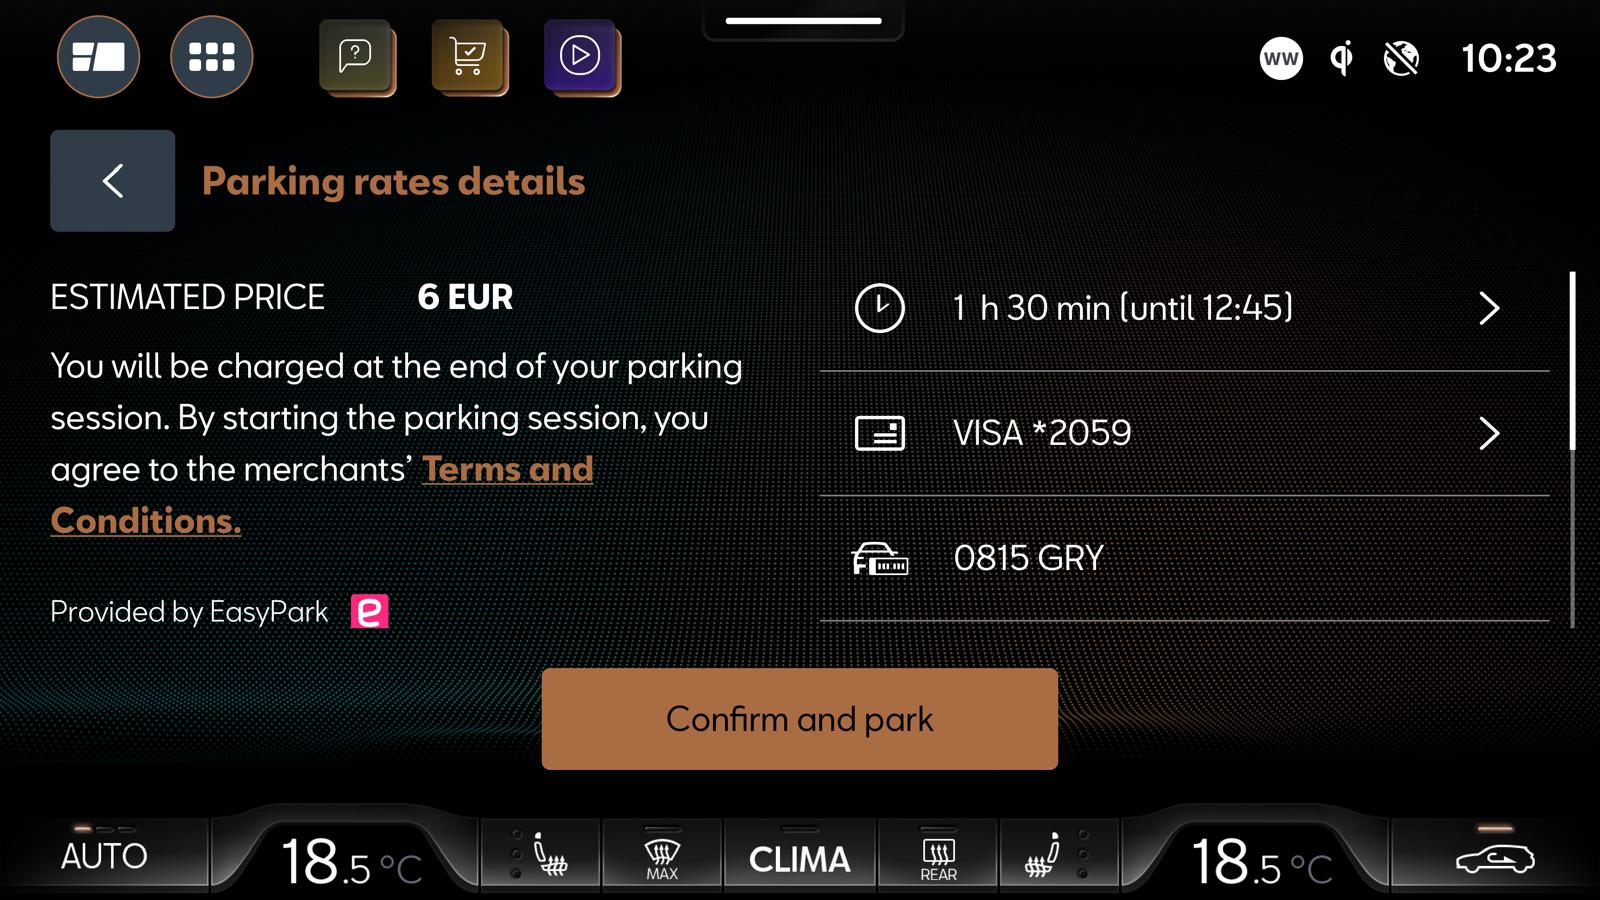 WW
10:23
Parking rates details
ESTIMATED PRICE 6 EUR
You will be charged at the end of your parking
session. By starting the parking session, you
agree to the merchants’ Terms and
Conditions.
Provided by EasyPark
e
1 h 30 min (until 12:45)
VISA *2059
0815 GRY
Confirm and park
AUTO
18.5 °C
MAX
CLIMA
REAR
18.5 °C